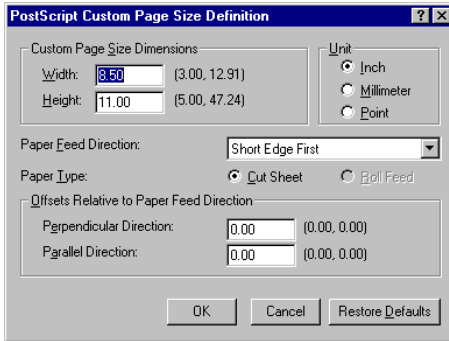 PostScript Custom Page Size Definition
Custom Page Size Dimensions
Width: 8.50 (3.00, 12.91)
Height: 11.00 (5.00, 47.24)
Unit
Inch
Millimeter
Point
Paper Feed Direction: Short Edge First
Paper Type: Cut Sheet Roll Feed
Offsets Relative to Paper Feed Direction
Perpendicular Direction: 0.00 (0.00, 0.00)
Parallel Direction: 0.00 (0.00, 0.00)
OK Cancel Restore Defaults